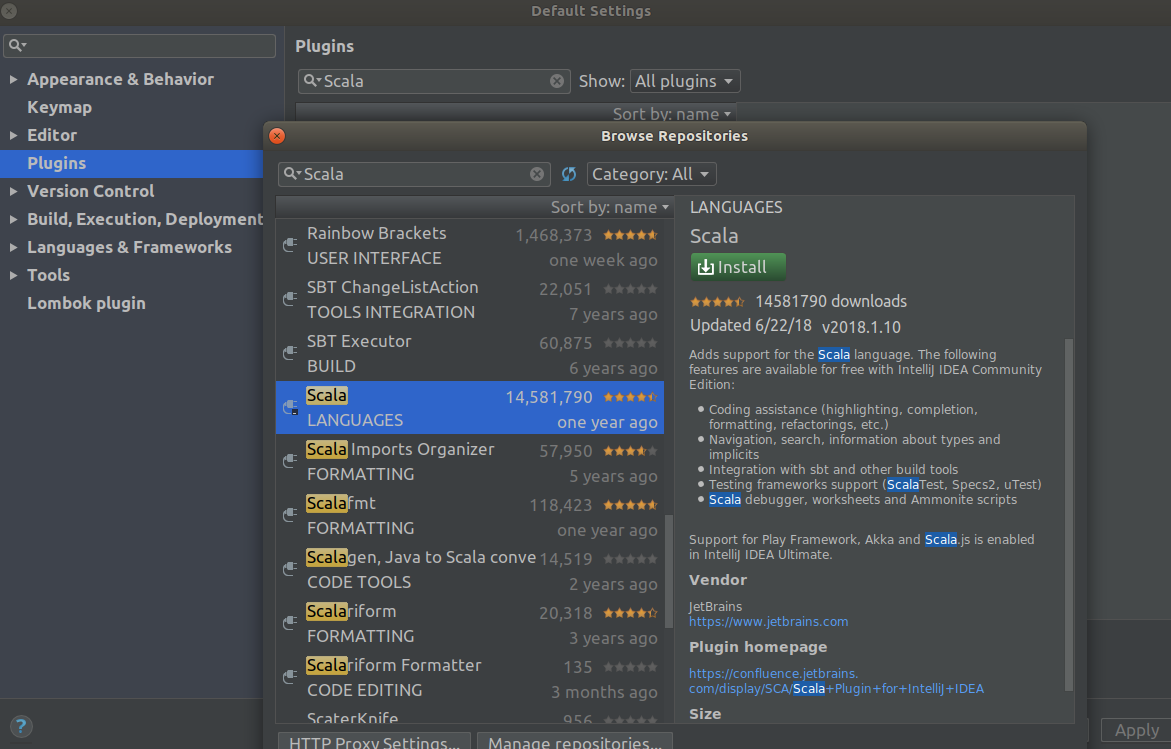 Default Settings
Plugins
Appearance & Behavior
Keymap
Editor
Plugins
Version Control
Build, Execution, Deployment
Languages & Frameworks
Tools
Lombok plugin
Scala
Show: All plugins
Sort by: name
Browse Repositories
Scala
Category: All
Sort by: name
Rainbow Brackets 1,468,373
USER INTERFACE one week ago
SBT ChangeListAction 22,051
TOOLS INTEGRATION 7 years ago
SBT Executor 60,875
BUILD 6 years ago
Scala 14,581,790
LANGUAGES one year ago
Scala Imports Organizer 57,950
FORMATTING 5 years ago
Scalafmt 118,423
FORMATTING one year ago
Scalagen, Java to Scala conve 14,519
CODE TOOLS 2 years ago
Scalariform 20,318
FORMATTING 3 years ago
Scalariform Formatter 135
CODE EDITING 3 months ago
ScaterKnife 956
HTTP Proxy Settings...
Manage repositories...
LANGUAGES
Scala
Install
14581790 downloads
Updated 6/22/18 v2018.1.10
Adds support for the Scala language. The following
features are available for free with IntelliJ IDEA Community
Edition:
Coding assistance (highlighting, completion,
formatting, refactorings, etc.)
Navigation, search, information about types and
implicits
Integration with sbt and other build tools
Testing frameworks support (ScalaTest, Specs2, uTest)
Scala debugger, worksheets and Ammonite scripts
Support for Play Framework, Akka and Scala.js is enabled
in IntelliJ IDEA Ultimate.
Vendor
JetBrains
https://www.jetbrains.com
Plugin homepage
https://confluence.jetbrains.
com/display/SCA/Scala+Plugin+for+IntelliJ+IDEA
Size
?
Apply